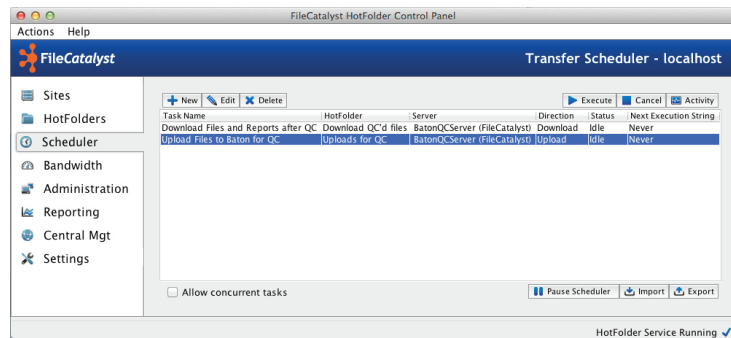 FileCatalyst HotFolder Control Panel
Actions Help
FileCatalyst Transfer Scheduler - localhost
Sites
HotFolders
Scheduler
Bandwidth
Administration
Reporting
Central Mgt
Settings
New Edit Delete Execute Cancel Activity
Task Name HotFolder Server Direction Status Next Execution String
Download Files and Reports after QC Download QC'd files BatonQCServer (FileCatalyst) Download Idle Never
Upload Files to Baton for QC Uploads for QC BatonQCServer (FileCatalyst) Upload Idle Never
Allow concurrent tasks Pause Scheduler Import Export
HotFolder Service Running